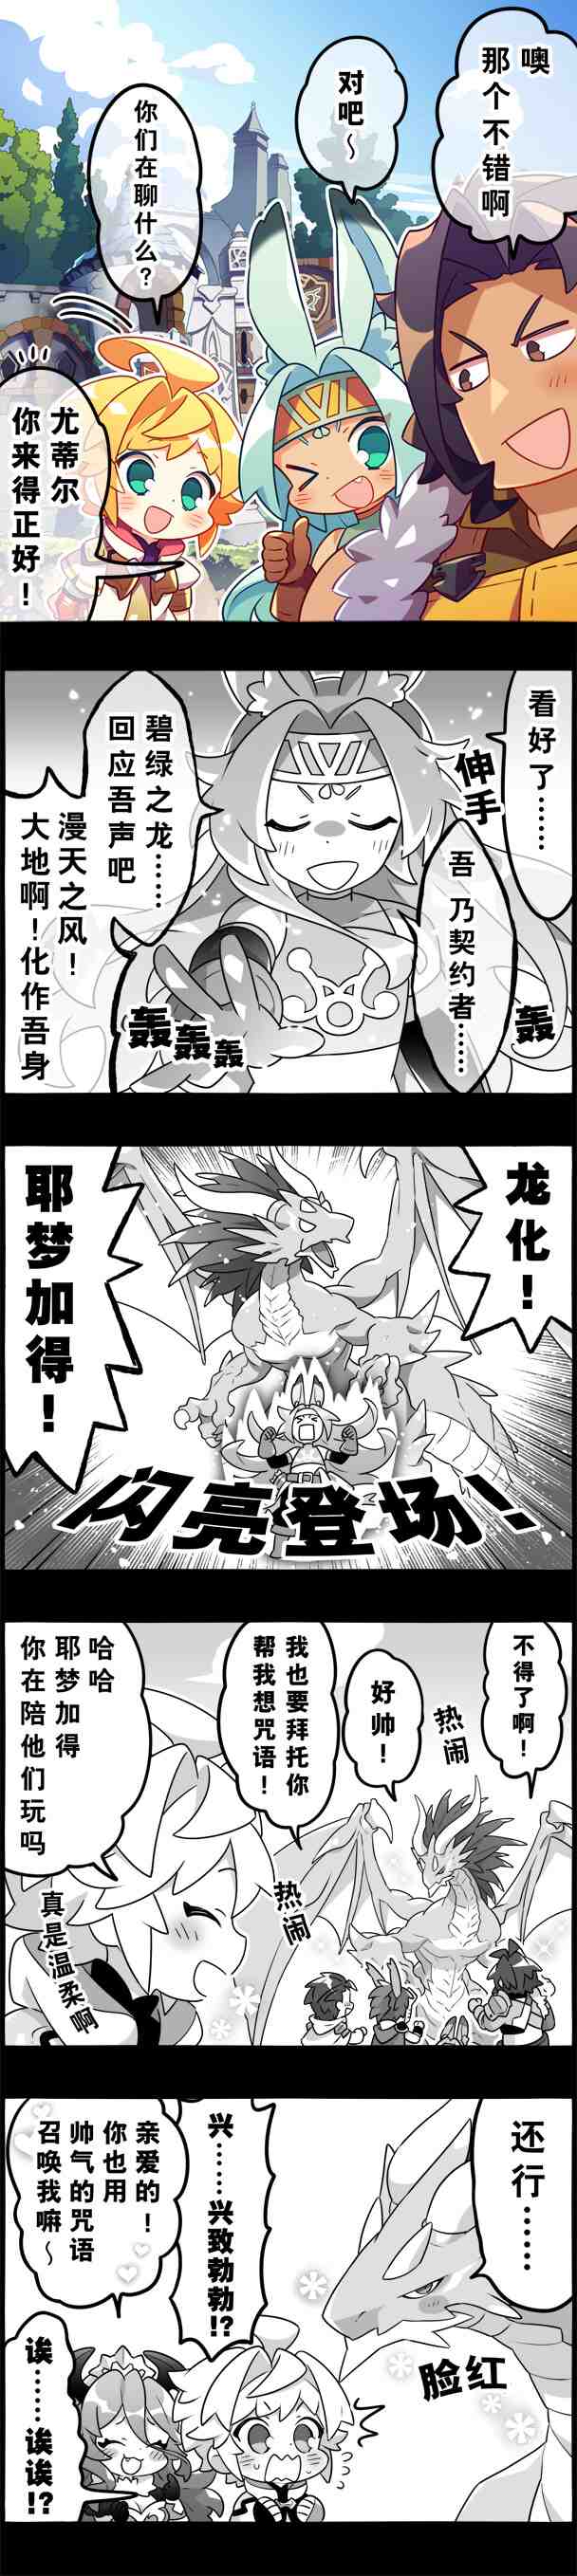 噢
那个不错啊
对吧～
你们在聊什么？
尤蒂尔
你来得正好！
看好了……
伸手
吾乃契约者……
轰
碧绿之龙……
回应吾声吧
漫天之风！
大地啊！化作吾身
轰轰轰
龙化！
耶梦加得！
闪亮登场！
不得了啊！
热闹
好帅！
我也要拜托你
帮我想咒语！
热闹
哈哈
耶梦加得
你在陪他们玩吗
真是温柔啊
还行……
脸红
兴……兴致勃勃!?
亲爱的！
你也用
帅气的咒语
召唤我嘛～
诶……诶诶!?